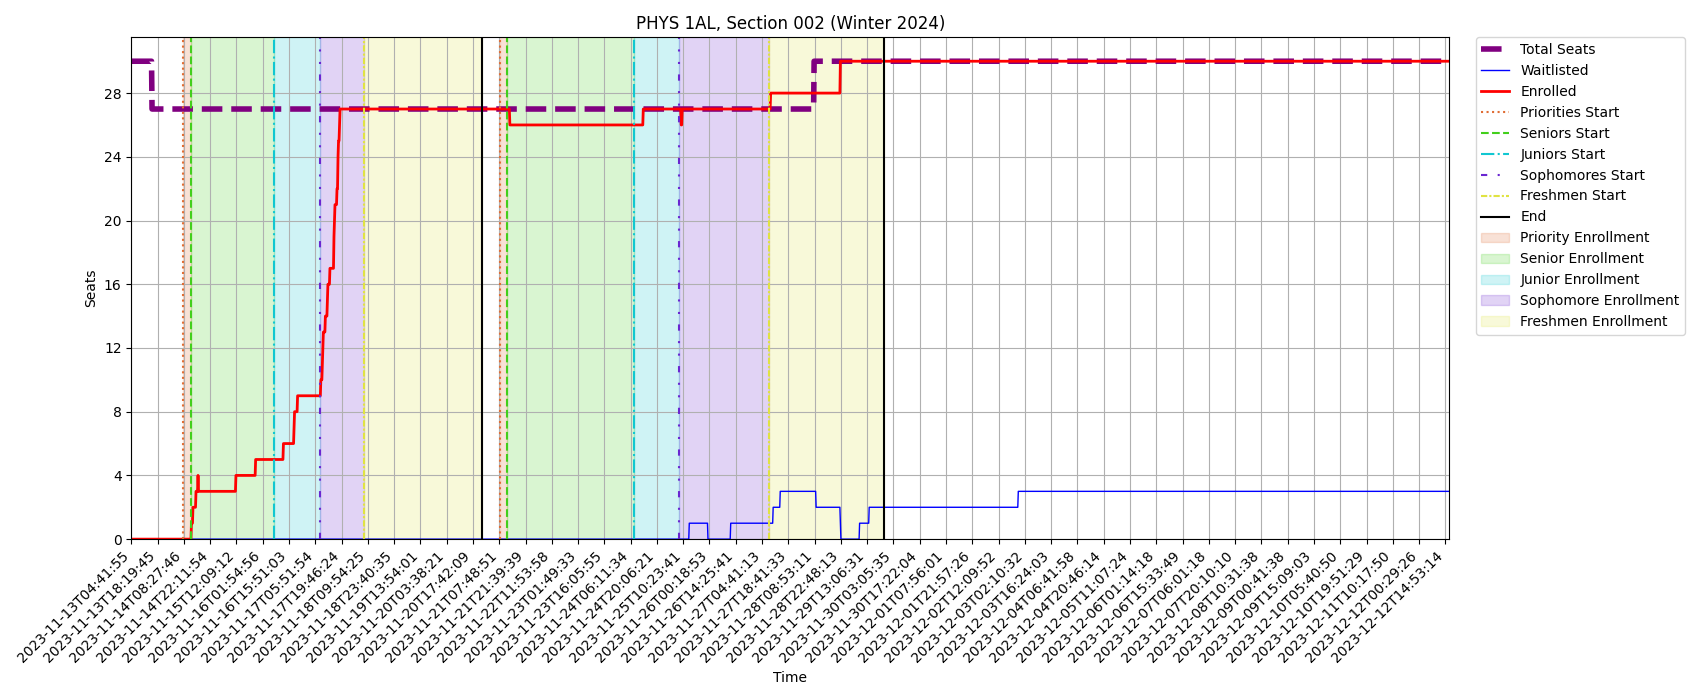 PHYS 1AL, Section 002 (Winter 2024)
Seats
28
24
20
16
12
8
4
0
2023-11-13T04:41:55
2023-11-13T18:19:45
2023-11-14T08:27:46
2023-11-14T22:11:54
2023-11-15T12:09:12
2023-11-16T01:54:56
2023-11-16T15:51:03
2023-11-17T05:51:54
2023-11-17T19:46:24
2023-11-18T09:54:25
2023-11-18T23:40:35
2023-11-19T13:54:01
2023-11-20T03:38:21
2023-11-20T17:42:09
2023-11-21T07:48:51
2023-11-21T21:39:39
2023-11-22T11:53:58
2023-11-23T01:49:33
2023-11-23T16:05:55
2023-11-24T06:11:34
2023-11-24T20:06:21
2023-11-25T10:23:41
2023-11-26T00:18:53
2023-11-26T14:25:41
2023-11-27T04:41:13
2023-11-27T18:41:33
2023-11-28T08:53:11
2023-11-28T22:48:13
2023-11-29T13:06:31
2023-11-30T03:05:35
2023-11-30T17:22:04
2023-12-01T07:56:01
2023-12-01T21:57:26
2023-12-02T12:09:52
2023-12-03T02:10:32
2023-12-03T16:24:03
2023-12-04T06:41:58
2023-12-04T20:46:14
2023-12-05T11:07:24
2023-12-06T01:14:18
2023-12-06T15:33:49
2023-12-07T06:01:18
2023-12-07T20:10:10
2023-12-08T10:31:38
2023-12-09T00:41:38
2023-12-09T15:09:03
2023-12-10T05:40:50
2023-12-10T19:51:29
2023-12-11T10:17:50
2023-12-12T00:29:26
2023-12-12T14:53:14
Time
Total Seats
Waitlisted
Enrolled
Priorities Start
Seniors Start
Juniors Start
Sophomores Start
Freshmen Start
End
Priority Enrollment
Senior Enrollment
Junior Enrollment
Sophomore Enrollment
Freshmen Enrollment